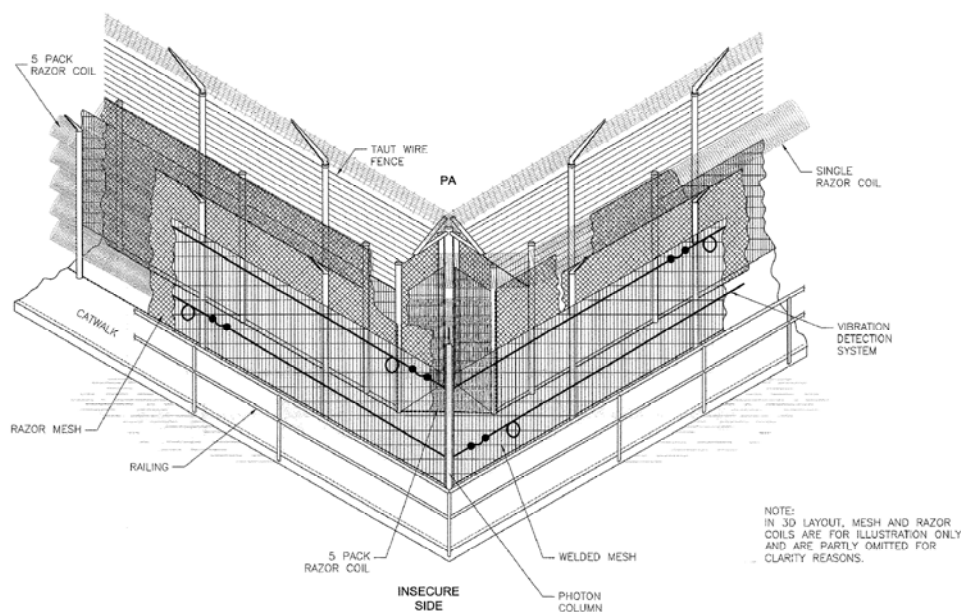 5 PACK
RAZOR COIL
TAUT WIRE
FENCE
PA
SINGLE
RAZOR COIL
CATWALK
VIBRATION
DETECTION
SYSTEM
RAZOR MESH
RAILING
5 PACK
RAZOR COIL
WELDED MESH
INSECURE
SIDE
PHOTON
COLUMN
NOTE:
IN 3D LAYOUT, MESH AND RAZOR
COILS ARE FOR ILLUSTRATION ONLY
AND ARE PARTLY OMITTED FOR
CLARITY REASONS.